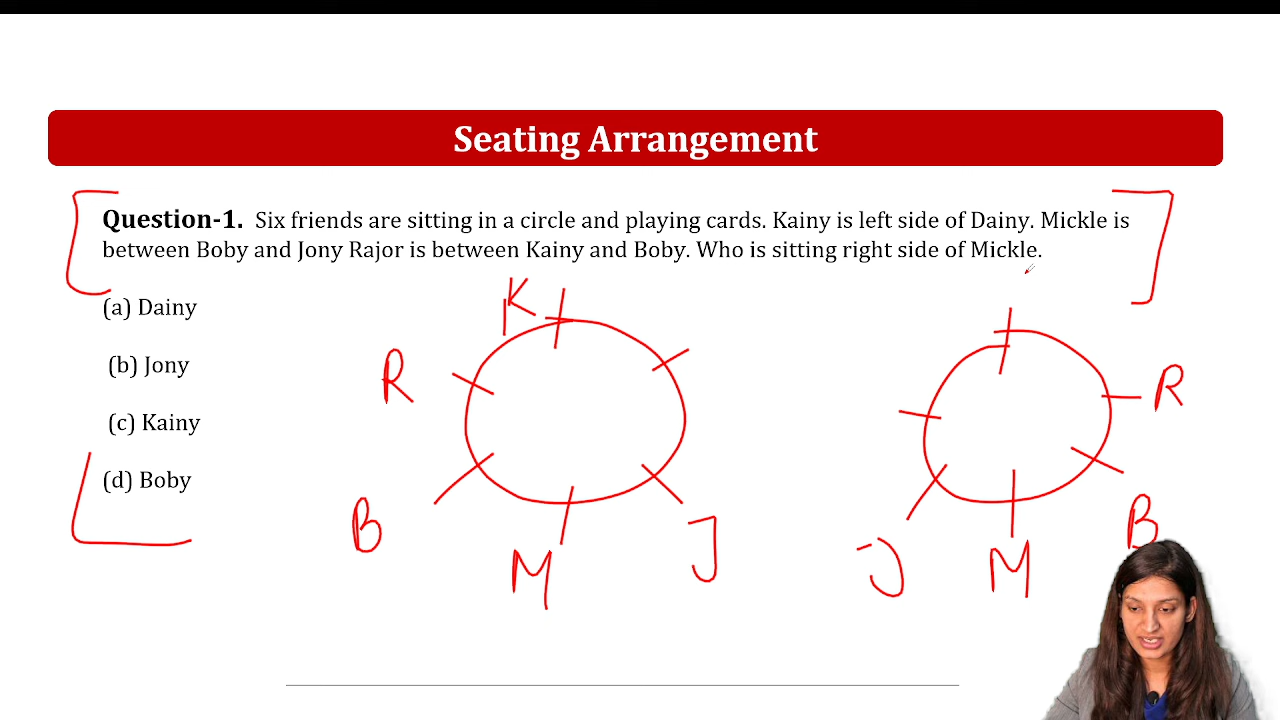 Seating Arrangement
Question-1. Six friends are sitting in a circle and playing cards. Kainy is left side of Dainy. Mickle is
between Boby and Jony Rajor is between Kainy and Boby. Who is sitting right side of Mickle.
(a) Dainy
(b) Jony
(c) Kainy
(d) Boby
K
R
B
M
J
R
B
M
J